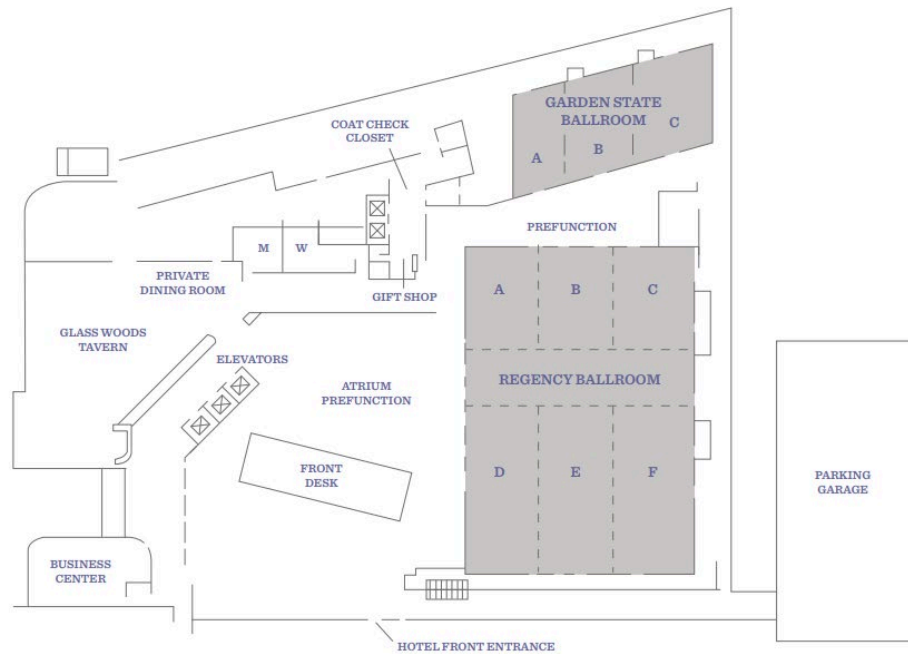 GARDEN STATE
BALLROOM
C
B
A
COAT CHECK
CLOSET
PREFUNCTION
M
W
PRIVATE
DINING ROOM
GIFT SHOP
A
B
C
GLASS WOODS
TAVERN
ELEVATORS
ATRIUM
PREFUNCTION
REGENCY BALLROOM
FRONT
DESK
D
E
F
PARKING
GARAGE
BUSINESS
CENTER
HOTEL FRONT ENTRANCE